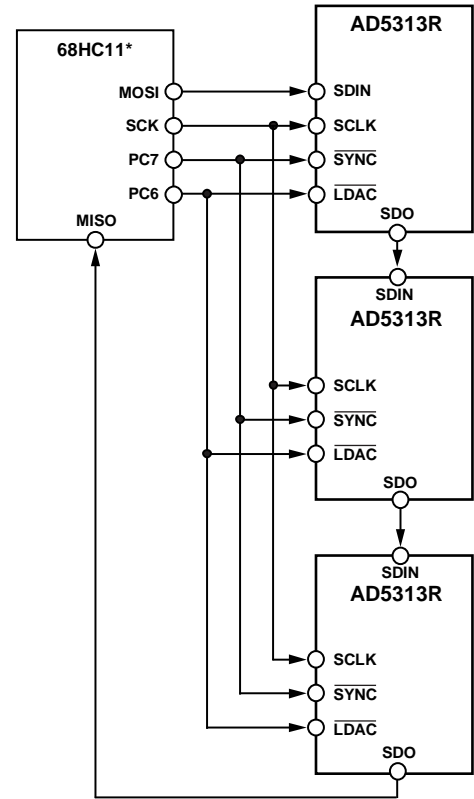 68HC11*
MOSI
SCK
PC7
PC6
MISO
AD5313R
SDIN
SCLK
SYNC
LDAC
SDO
SDIN
AD5313R
SCLK
SYNC
LDAC
SDO
SDIN
AD5313R
SCLK
SYNC
LDAC
SDO